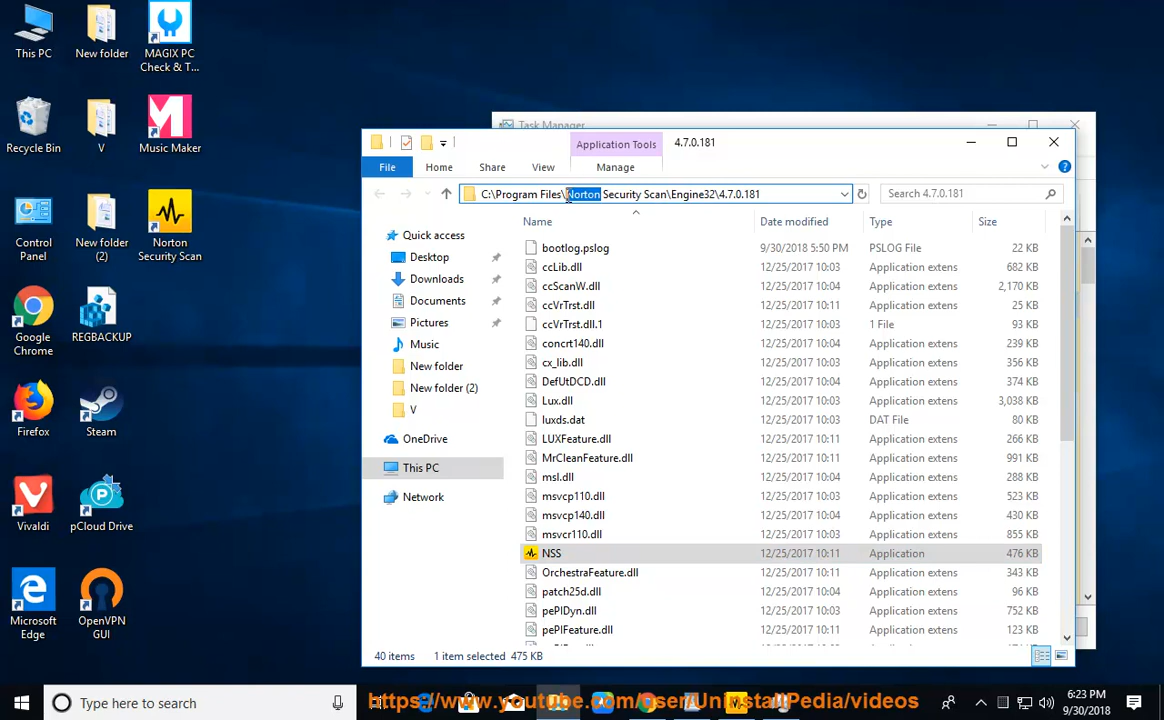 This PC
New folder
MAGIX PC
Check & T...
Recycle Bin
V
Music Maker
Control
Panel
New folder
(2)
Norton
Security Scan
Google
Chrome
REGBACKUP
Firefox
Steam
Vivaldi
pCloud Drive
Microsoft
Edge
OpenVPN
GUI
Task Manager
Application Tools
4.7.0.181
File
Home
Share
View
Manage
C:\Program Files\Norton Security Scan\Engine32\4.7.0.181
Search 4.7.0.181
Quick access
Desktop
Downloads
Documents
Pictures
Music
New folder
New folder (2)
V
OneDrive
This PC
Network
Name Date modified Type Size
bootlog.pslog 9/30/2018 5:50 PM PSLOG File 22 KB
ccLib.dll 12/25/2017 10:03 Application extens 682 KB
ccScanW.dll 12/25/2017 10:04 Application extens 2,170 KB
ccVrTrst.dll 12/25/2017 10:11 Application extens 25 KB
ccVrTrst.dll.1 12/25/2017 10:03 1 File 93 KB
concrt140.dll 12/25/2017 10:04 Application extens 239 KB
cx_lib.dll 12/25/2017 10:03 Application extens 356 KB
DefUtDCD.dll 12/25/2017 10:04 Application extens 374 KB
Lux.dll 12/25/2017 10:04 Application extens 3,038 KB
luxds.dat 12/25/2017 10:04 DAT File 80 KB
LUXFeature.dll 12/25/2017 10:11 Application extens 266 KB
MrCleanFeature.dll 12/25/2017 10:11 Application extens 991 KB
msl.dll 12/25/2017 10:04 Application extens 288 KB
msvcp110.dll 12/25/2017 10:03 Application extens 523 KB
msvcp140.dll 12/25/2017 10:04 Application extens 430 KB
msvcr110.dll 12/25/2017 10:03 Application extens 855 KB
NSS 12/25/2017 10:11 Application 476 KB
OrchestraFeature.dll 12/25/2017 10:11 Application extens 343 KB
patch25d.dll 12/25/2017 10:04 Application extens 96 KB
pePIDyn.dll 12/25/2017 10:03 Application extens 752 KB
pePIFeature.dll 12/25/2017 10:11 Application extens 123 KB
40 items 1 item selected 475 KB
Type here to search
https://www.youtube.com/user/UninstallPedia/videos
6:23 PM
9/30/2018